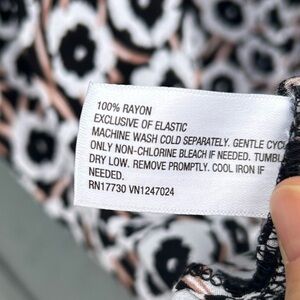 100% RAYON
EXCLUSIVE OF ELASTIC
MACHINE WASH COLD SEPARATELY. GENTLE CYC
ONLY NON-CHLORINE BLEACH IF NEEDED. TUMBL
DRY LOW. REMOVE PROMPTLY. COOL IRON IF
NEEDED.
RN17730 VN1247024